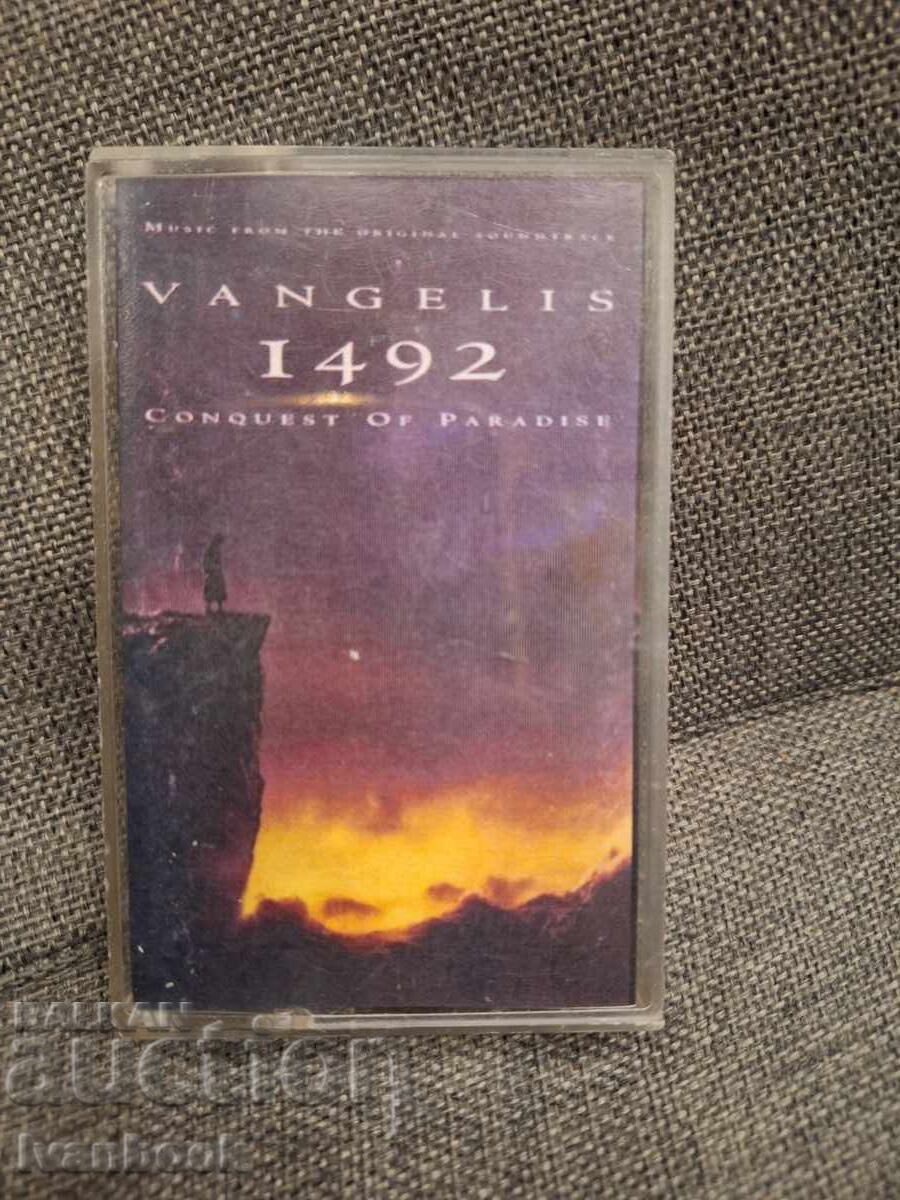 MUSIC FROM THE ORIGINAL SOUNDTRACK
VANGELIS
1492
CONQUEST OF PARADISE
BALKAN
auction
Ivanbook